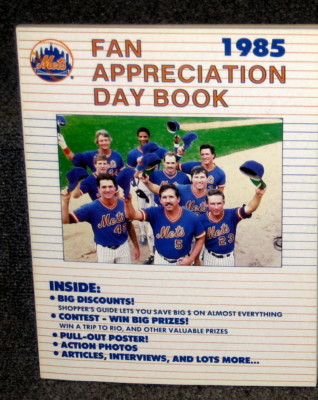 Mets
1985
FAN
APPRECIATION
DAY BOOK
Mets
Mets
Mets
5
23
INSIDE:
• BIG DISCOUNTS!
SHOPPER'S GUIDE LETS YOU SAVE BIG $ ON ALMOST EVERYTHING
• CONTEST - WIN BIG PRIZES!
WIN A TRIP TO RIO, AND OTHER VALUABLE PRIZES
• PULL-OUT POSTER!
• ACTION PHOTOS
• ARTICLES, INTERVIEWS, AND LOTS MORE...